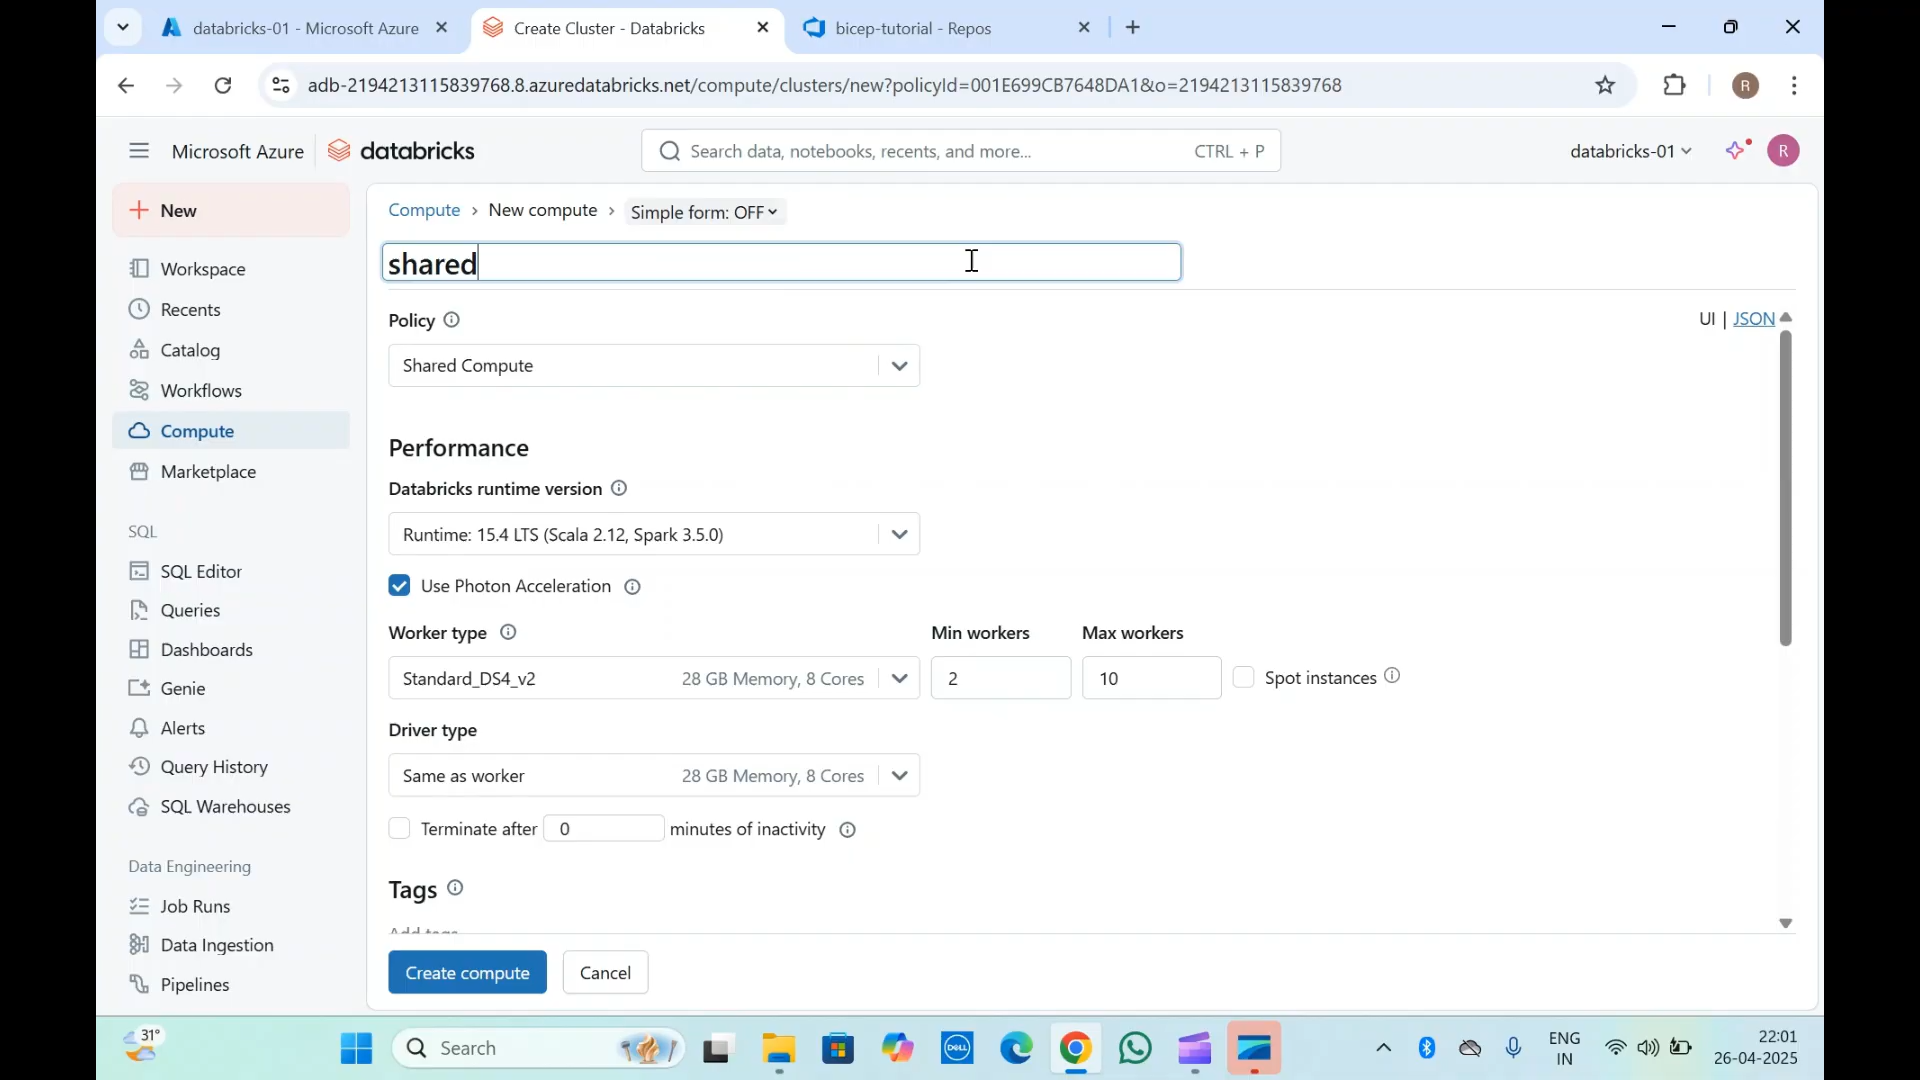 databricks-01 - Microsoft Azure
Create Cluster - Databricks
bicep-tutorial - Repos
adb-2194213115839768.8.azuredatabricks.net/compute/clusters/new?policyId=001E699CB7648DA1&o=2194213115839768
R
Microsoft Azure
databricks
Search data, notebooks, recents, and more...
CTRL + P
databricks-01
R
New
Workspace
Recents
Catalog
Workflows
Compute
Marketplace
SQL
SQL Editor
Queries
Dashboards
Genie
Alerts
Query History
SQL Warehouses
Data Engineering
Job Runs
Data Ingestion
Pipelines
Compute › New compute › Simple form: OFF
shared
UI | JSON
Policy
Shared Compute
Performance
Databricks runtime version
Runtime: 15.4 LTS (Scala 2.12, Spark 3.5.0)
Use Photon Acceleration
Worker type
Min workers
Max workers
Standard_DS4_v2 28 GB Memory, 8 Cores
2
10
Spot instances
Driver type
Same as worker 28 GB Memory, 8 Cores
Terminate after 0 minutes of inactivity
Tags
Add tags
Create compute
Cancel
31°
Search
DELL
ENG
IN
22:01
26-04-2025